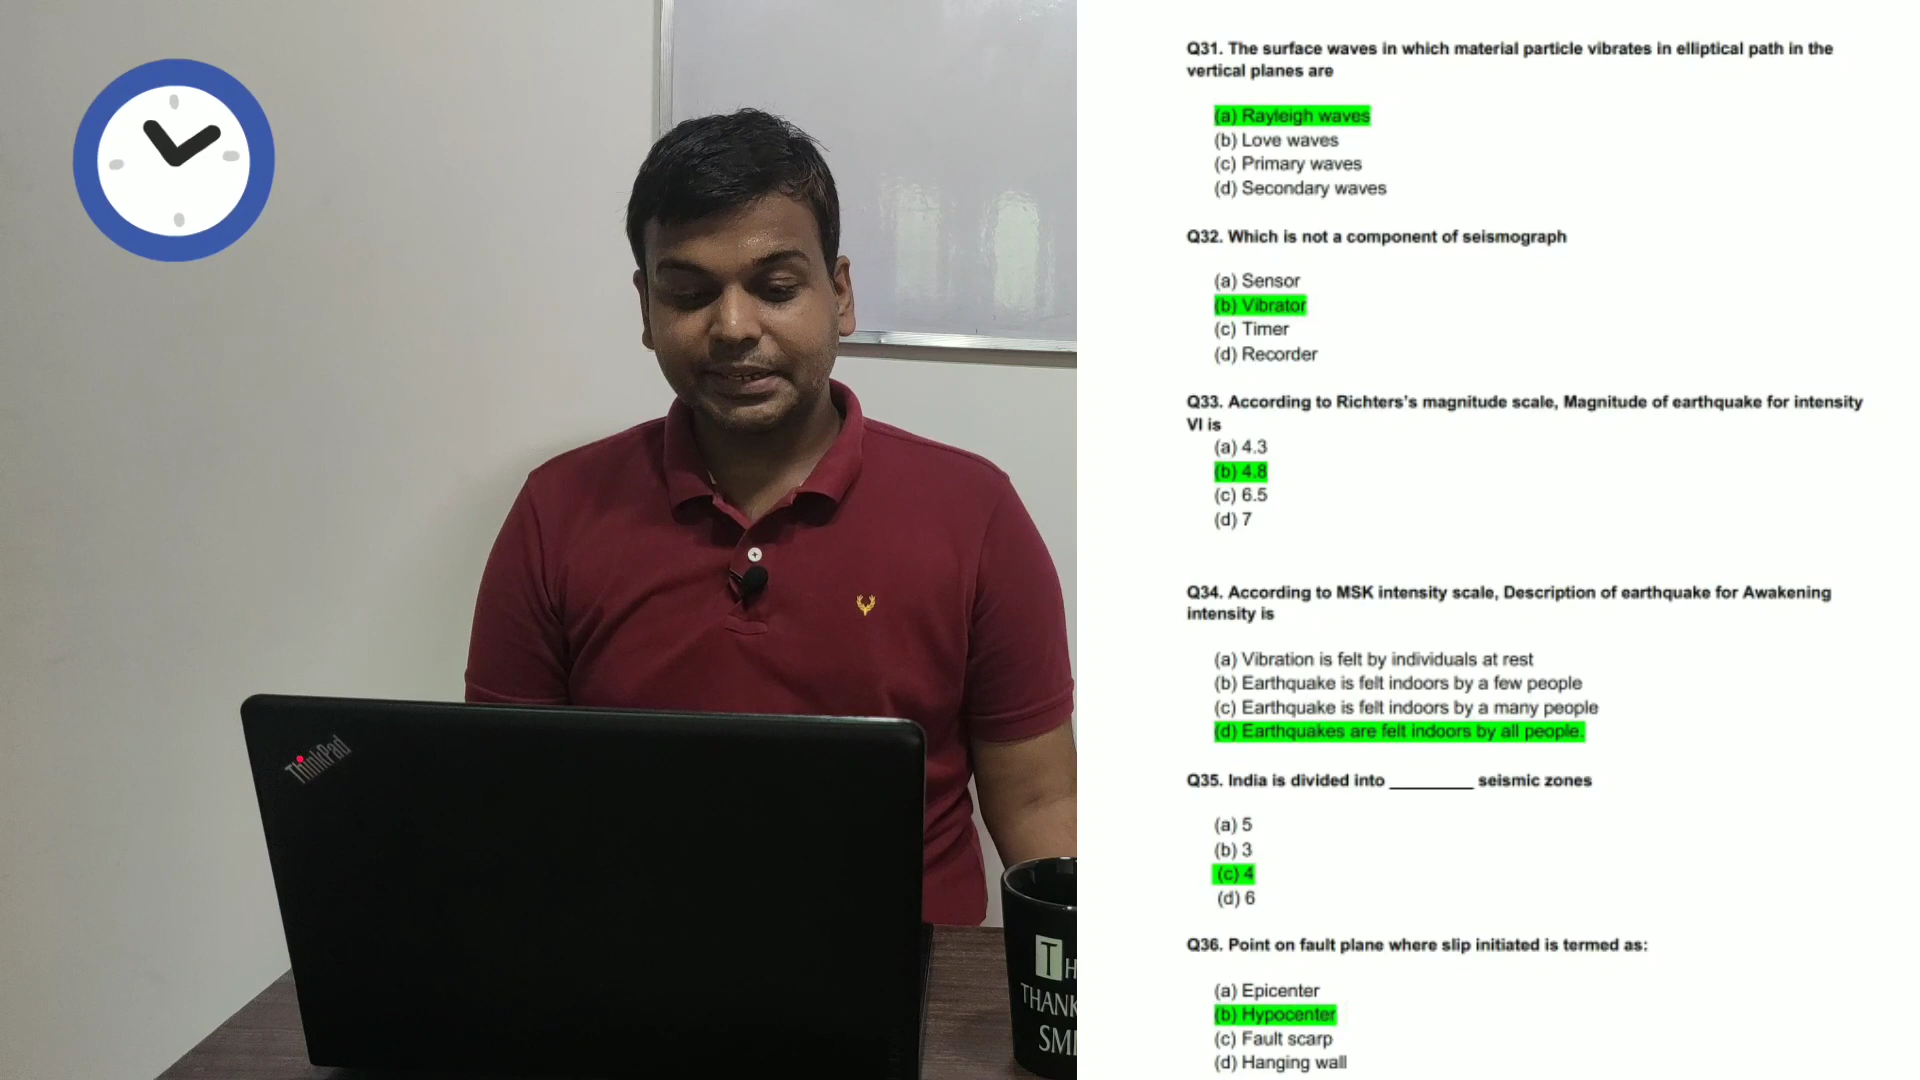 Q31. The surface waves in which material particle vibrates in elliptical path in the
vertical planes are
(a) Rayleigh waves
(b) Love waves
(c) Primary waves
(d) Secondary waves
Q32. Which is not a component of seismograph
(a) Sensor
(b) Vibrator
(c) Timer
(d) Recorder
Q33. According to Richters's magnitude scale, Magnitude of earthquake for intensity
VI is
(a) 4.3
(b) 4.8
(c) 6.5
(d) 7
Q34. According to MSK intensity scale, Description of earthquake for Awakening
intensity is
(a) Vibration is felt by individuals at rest
(b) Earthquake is felt indoors by a few people
(c) Earthquake is felt indoors by a many people
(d) Earthquakes are felt indoors by all people.
Q35. India is divided into _________ seismic zones
(a) 5
(b) 3
(c) 4
(d) 6
Q36. Point on fault plane where slip initiated is termed as:
(a) Epicenter
(b) Hypocenter
(c) Fault scarp
(d) Hanging wall
ThinkPad
TH
THANK
SMI